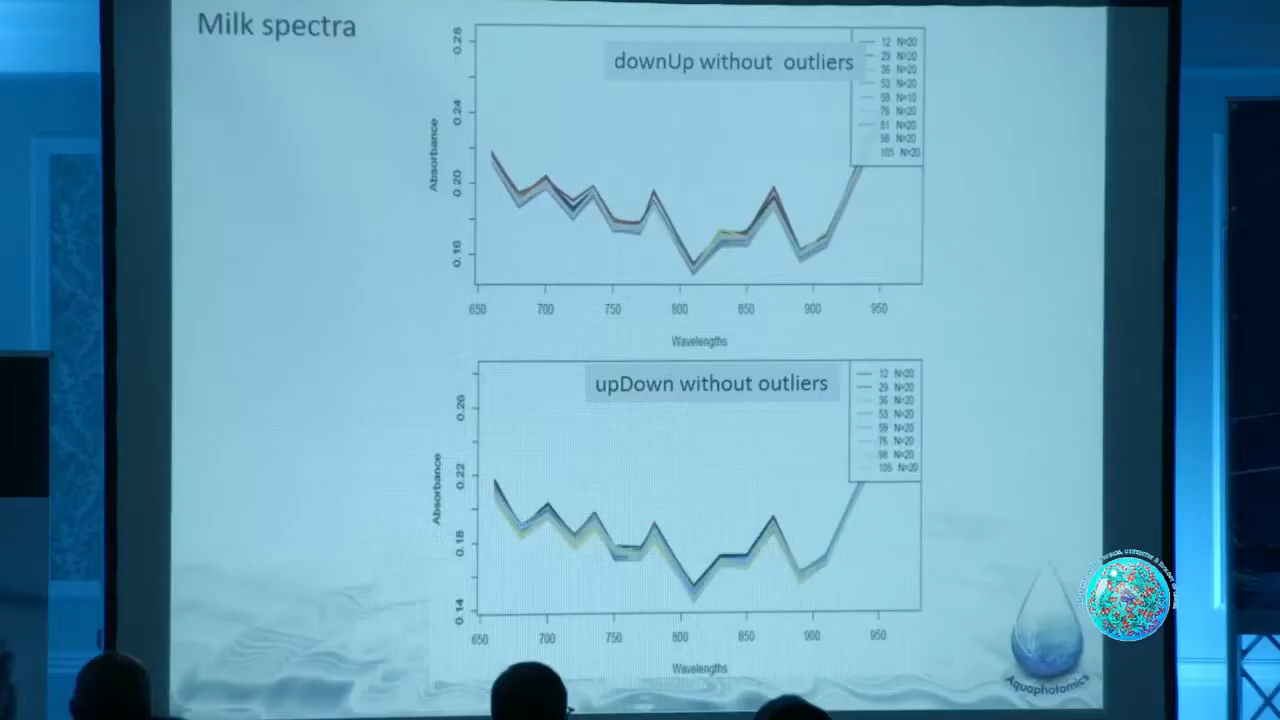 Milk spectra
downUp without outliers
Absorbance
0.28
0.24
0.20
0.16
12 N=20
29 N=20
36 N=20
53 N=20
59 N=10
76 N=20
81 N=20
98 N=20
105 N=20
650 700 750 800 850 900 950
Wavelengths
upDown without outliers
Absorbance
0.26
0.22
0.18
0.14
12 N=20
29 N=20
36 N=20
53 N=20
59 N=20
76 N=20
98 N=20
105 N=20
650 700 750 800 850 900 950
Wavelengths
Aquaphotomics